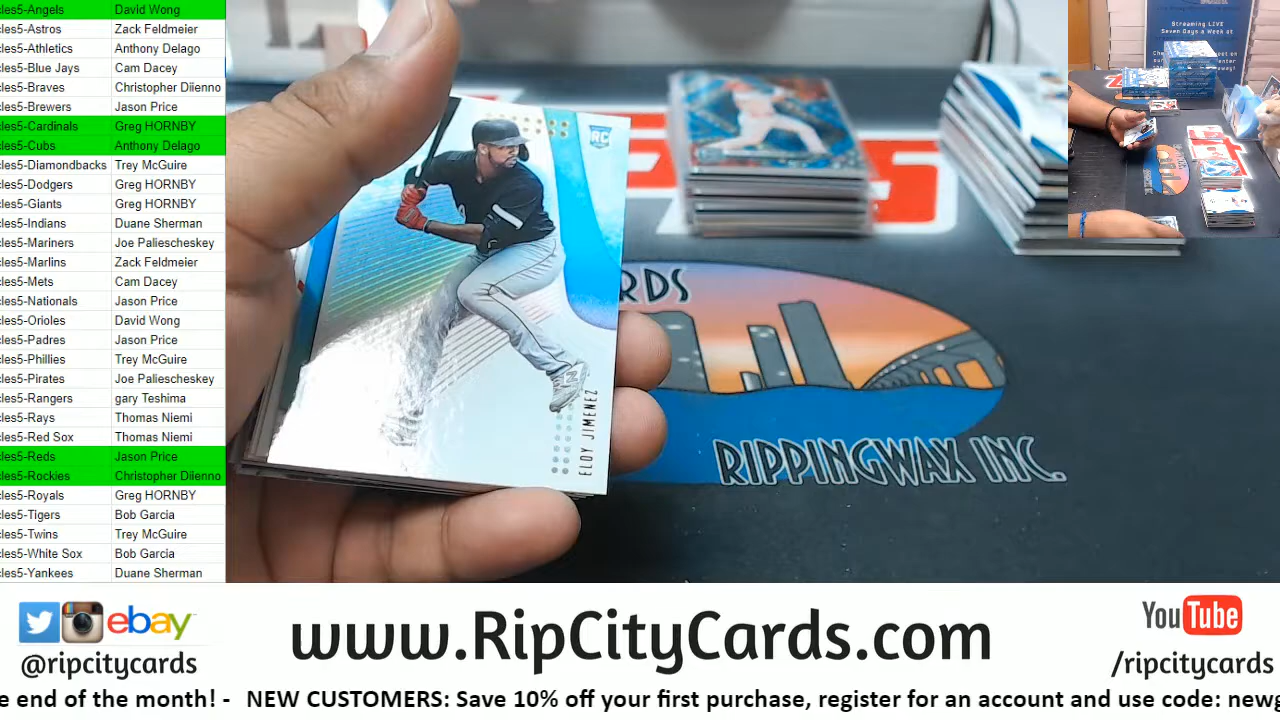 cles5-Angels David Wong
cles5-Astros Zack Feldmeier
cles5-Athletics Anthony Delago
cles5-Blue Jays Cam Dacey
cles5-Braves Christopher Diienno
cles5-Brewers Jason Price
cles5-Cardinals Greg HORNBY
cles5-Cubs Anthony Delago
cles5-Diamondbacks Trey McGuire
cles5-Dodgers Greg HORNBY
cles5-Giants Greg HORNBY
cles5-Indians Duane Sherman
cles5-Mariners Joe Paliescheskey
cles5-Marlins Zack Feldmeier
cles5-Mets Cam Dacey
cles5-Nationals Jason Price
cles5-Orioles David Wong
cles5-Padres Jason Price
cles5-Phillies Trey McGuire
cles5-Pirates Joe Paliescheskey
cles5-Rangers gary Teshima
cles5-Rays Thomas Niemi
cles5-Red Sox Thomas Niemi
cles5-Reds Jason Price
cles5-Rockies Christopher Diienno
cles5-Royals Greg HORNBY
cles5-Tigers Bob Garcia
cles5-Twins Trey McGuire
cles5-White Sox Bob Garcia
cles5-Yankees Duane Sherman
RC
ELOY JIMENEZ
RDS
RIPPINGWAX INC.
Streaming LIVE
Seven Days a Week at
ebay
@ripcitycards
www.RipCityCards.com
YouTube
/ripcitycards
e end of the month! - NEW CUSTOMERS: Save 10% off your first purchase, register for an account and use code: newg